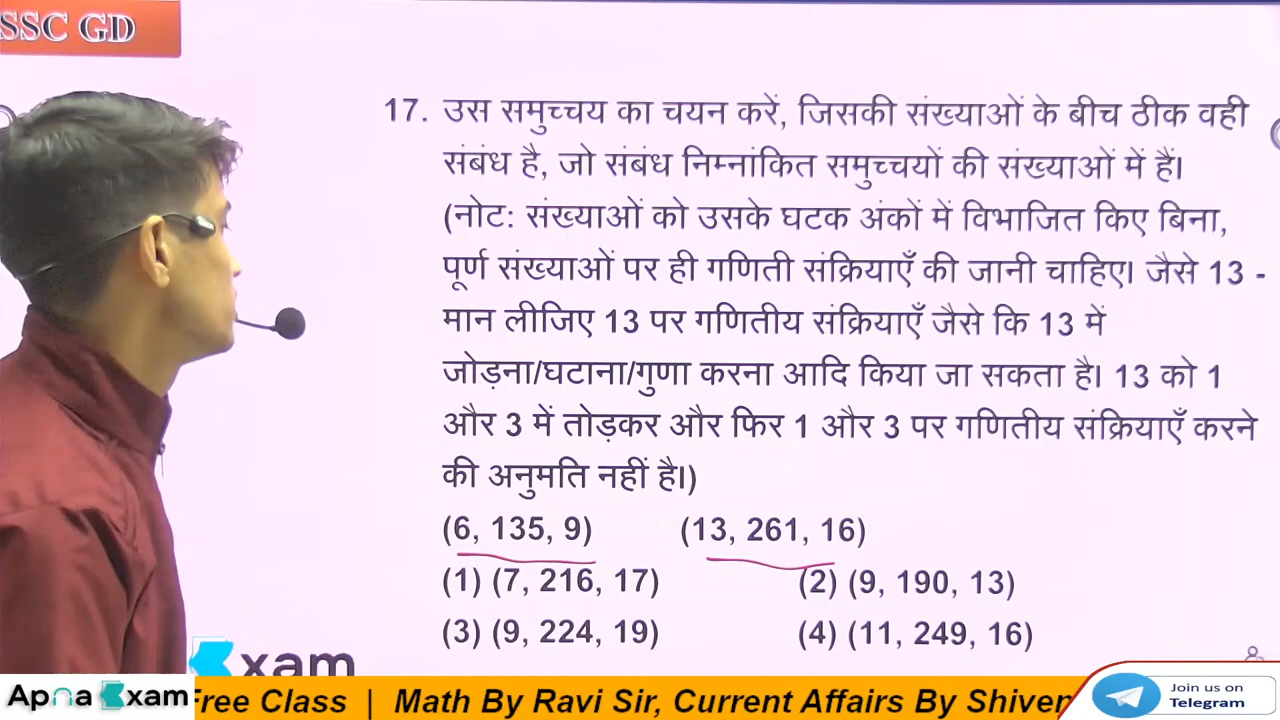 SSC GD
17. उस समुच्चय का चयन करें, जिसकी संख्याओं के बीच ठीक वही
संबंध है, जो संबंध निम्नांकित समुच्चयों की संख्याओं में हैं।
(नोट: संख्याओं को उसके घटक अंकों में विभाजित किए बिना,
पूर्ण संख्याओं पर ही गणिती संक्रियाएँ की जानी चाहिए। जैसे 13 -
मान लीजिए 13 पर गणितीय संक्रियाएँ जैसे कि 13 में
जोड़ना/घटाना/गुणा करना आदि किया जा सकता है। 13 को 1
और 3 में तोड़कर और फिर 1 और 3 पर गणितीय संक्रियाएँ करने
की अनुमति नहीं है।)
(6, 135, 9) (13, 261, 16)
(1) (7, 216, 17) (2) (9, 190, 13)
(3) (9, 224, 19) (4) (11, 249, 16)
xam
Apna Exam Free Class | Math By Ravi Sir, Current Affairs By Shiven
Join us on
Telegram